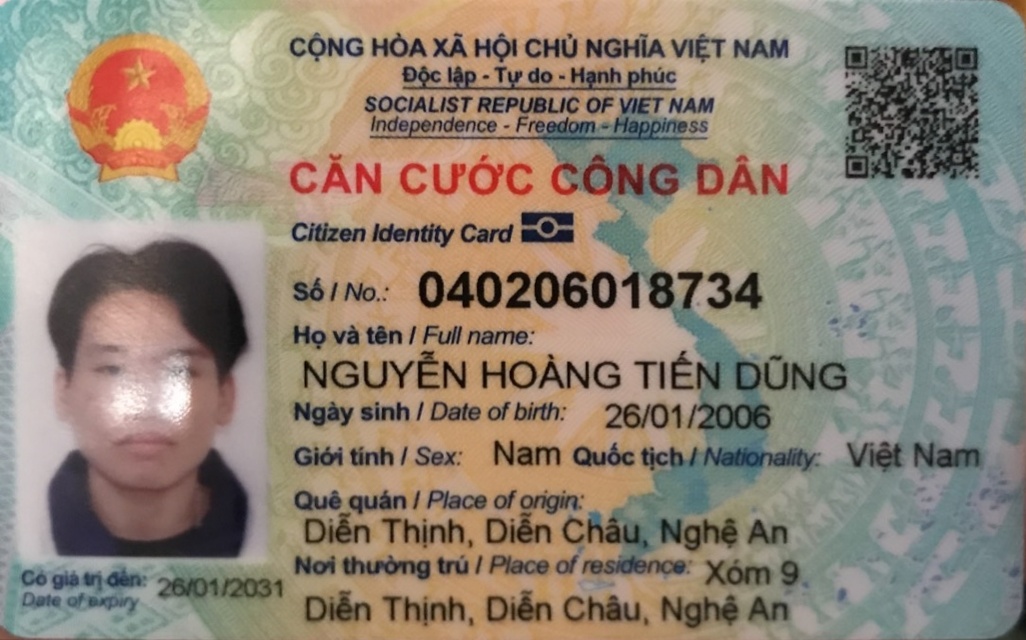 CỘNG HÒA XÃ HỘI CHỦ NGHĨA VIỆT NAM
Độc lập - Tự do - Hạnh phúc
SOCIALIST REPUBLIC OF VIET NAM
Independence - Freedom - Happiness
CĂN CƯỚC CÔNG DÂN
Citizen Identity Card
Số / No.: 040206018734
Họ và tên / Full name:
NGUYỄN HOÀNG TIẾN DŨNG
Ngày sinh / Date of birth: 26/01/2006
Giới tính / Sex: Nam Quốc tịch / Nationality: Việt Nam
Quê quán / Place of origin:
Diễn Thịnh, Diễn Châu, Nghệ An
Nơi thường trú / Place of residence: Xóm 9
Diễn Thịnh, Diễn Châu, Nghệ An
Có giá trị đến: 26/01/2031
Date of expiry